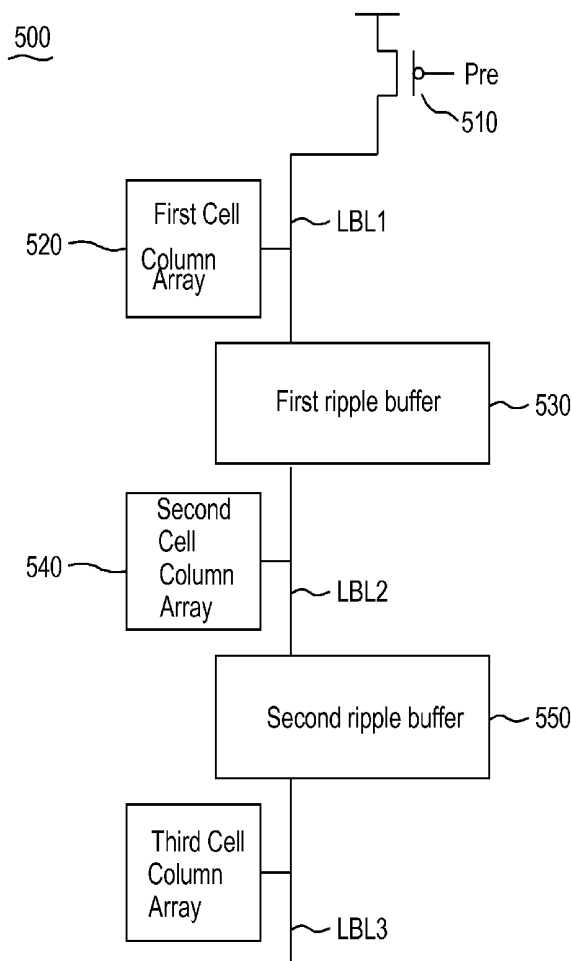 500
Pre
510
First Cell
Column
Array
520
LBL1
First ripple buffer
530
Second
Cell
Column
Array
540
LBL2
Second ripple buffer
550
Third Cell
Column
Array
LBL3